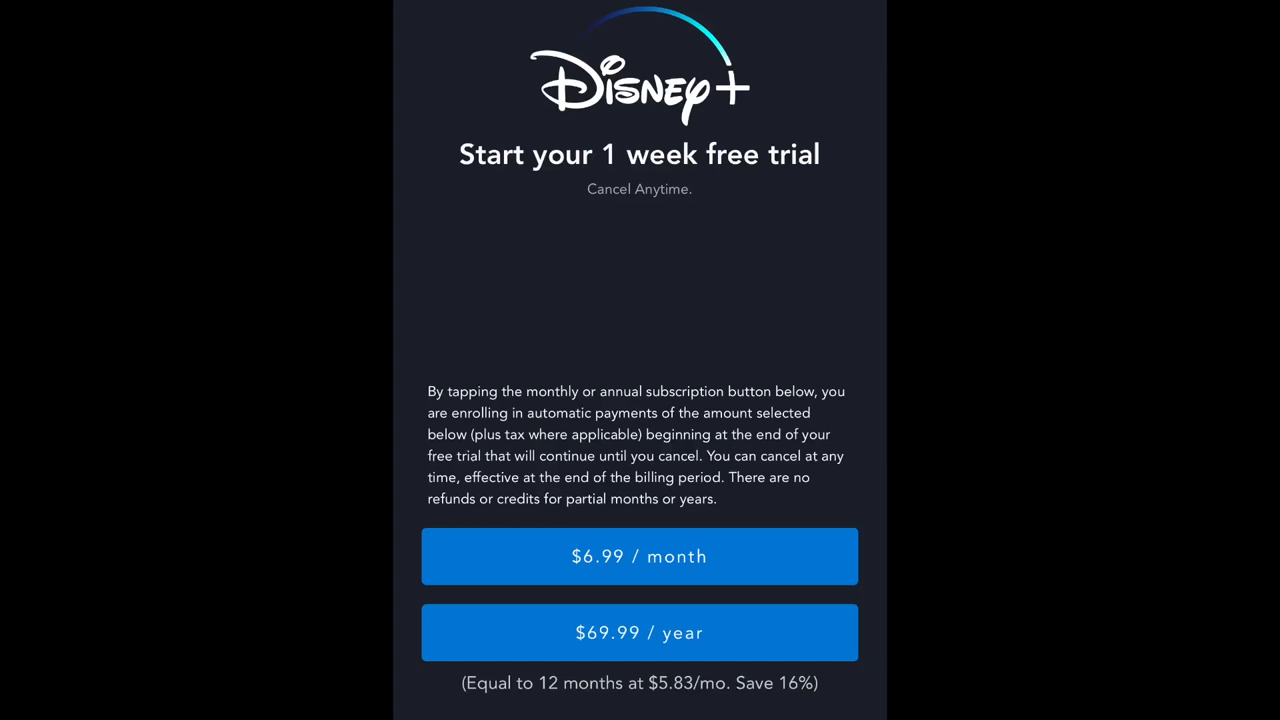 Disney+
Start your 1 week free trial
Cancel Anytime.
By tapping the monthly or annual subscription button below, you
are enrolling in automatic payments of the amount selected
below (plus tax where applicable) beginning at the end of your
free trial that will continue until you cancel. You can cancel at any
time, effective at the end of the billing period. There are no
refunds or credits for partial months or years.
$6.99 / month
$69.99 / year
(Equal to 12 months at $5.83/mo. Save 16%)